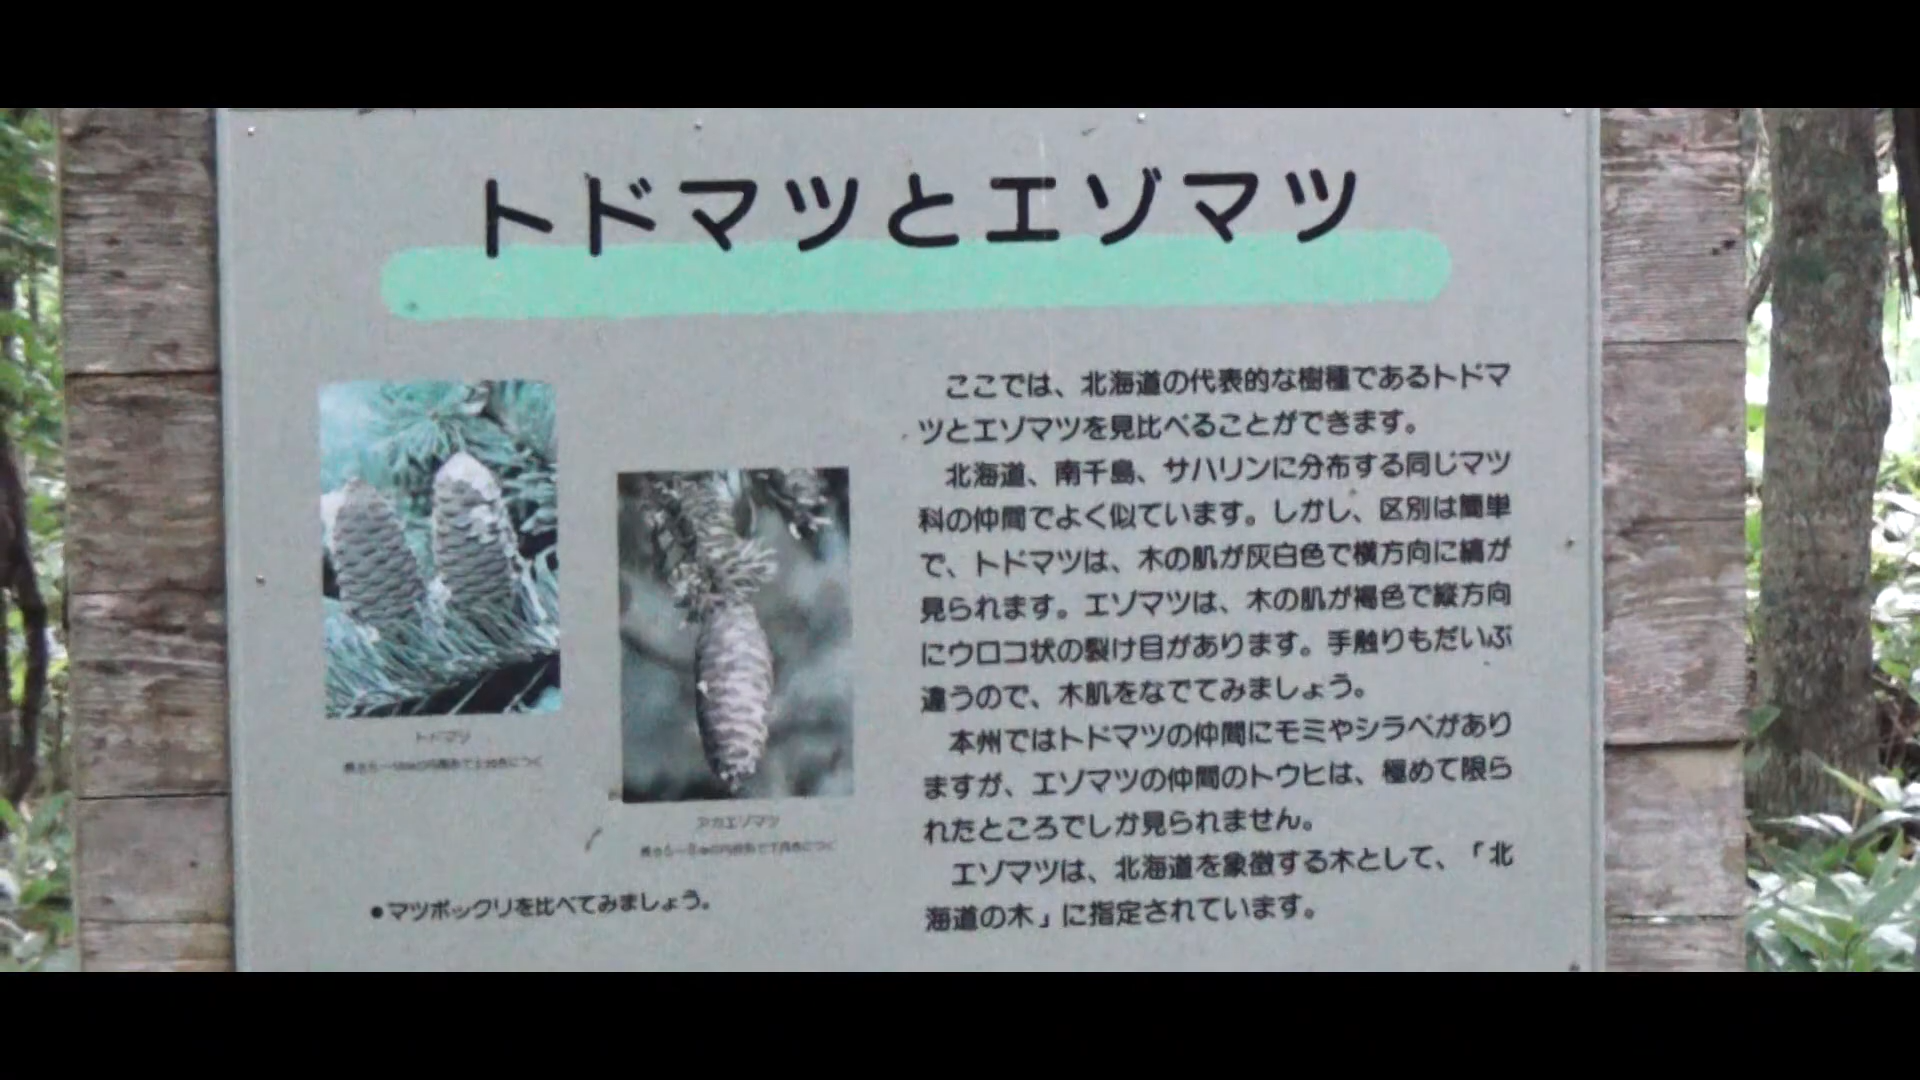 トドマツとエゾマツ
ここでは、北海道の代表的な樹種であるトドマ
ツとエゾマツを見比べることができます。
北海道、南千島、サハリンに分布する同じマツ
科の仲間でよく似ています。しかし、区別は簡単
で、トドマツは、木の肌が灰白色で横方向に縞が
見られます。エゾマツは、木の肌が褐色で縦方向
にウロコ状の裂け目があります。手触りもだいぶ
違うので、木肌をなでてみましょう。
本州ではトドマツの仲間にモミやシラベがあり
ますが、エゾマツの仲間のトウヒは、極めて限ら
れたところでしか見られません。
エゾマツは、北海道を象徴する木として、「北
海道の木」に指定されています。
トドマツ
アカエゾマツ
●マツボックリを比べてみましょう。